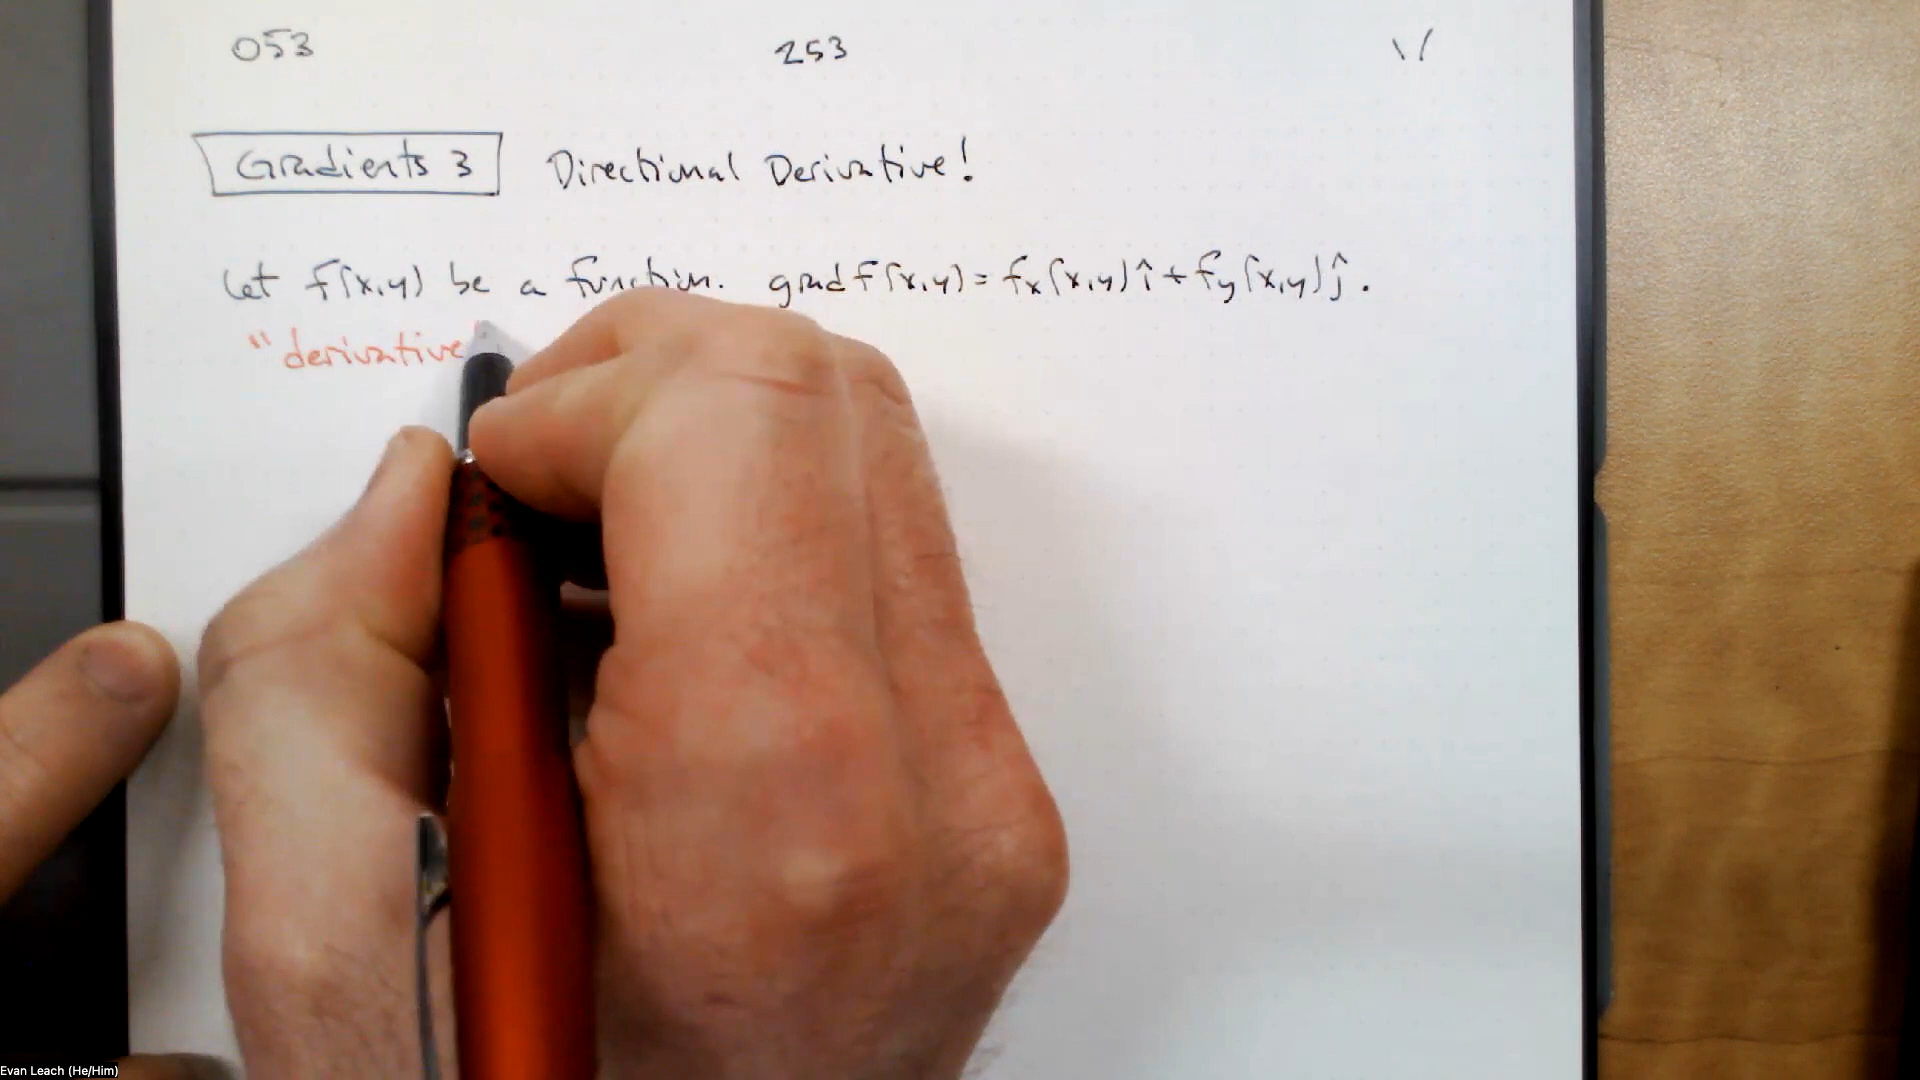 053 253 \/
Gradients 3 Directional Derivative!
Let f(x,y) be a function. grad f(x,y) = fx(x,y)î + fy(x,y)ĵ.
"derivative
Evan Leach (He/Him)